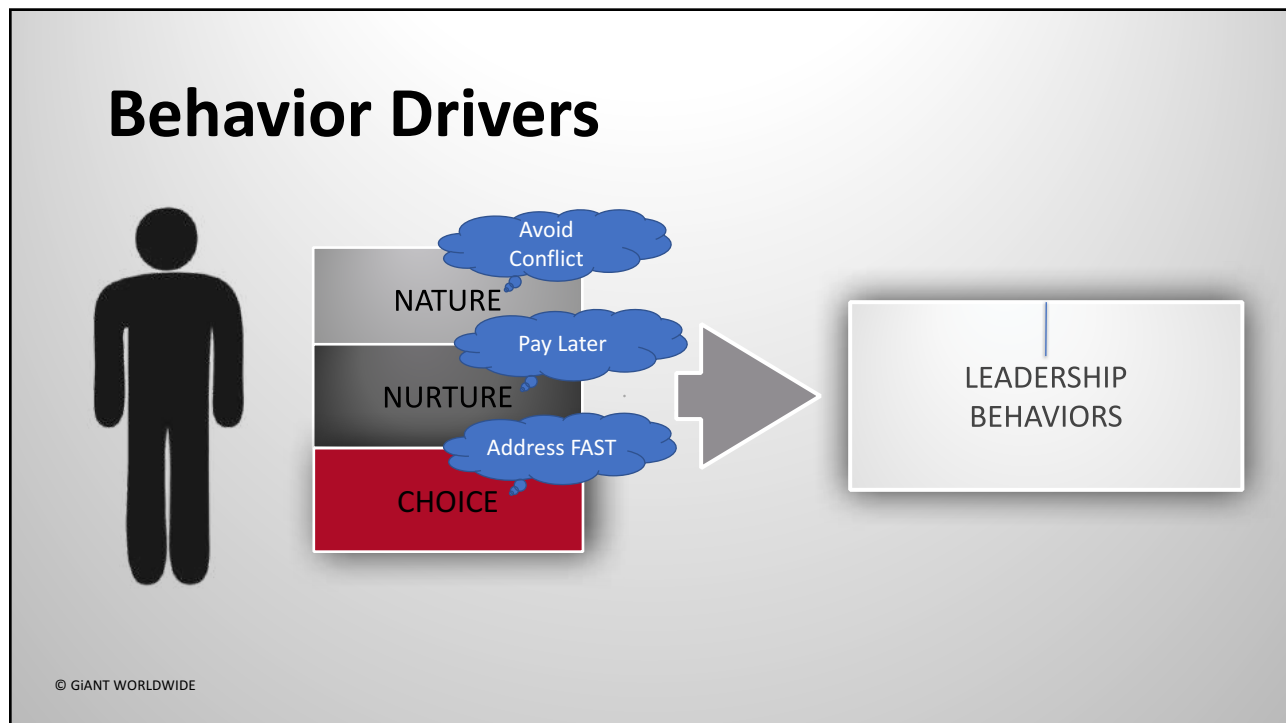 Behavior Drivers
Avoid
Conflict
NATURE
Pay Later
NURTURE
Address FAST
CHOICE
LEADERSHIP
BEHAVIORS
© GiANT WORLDWIDE